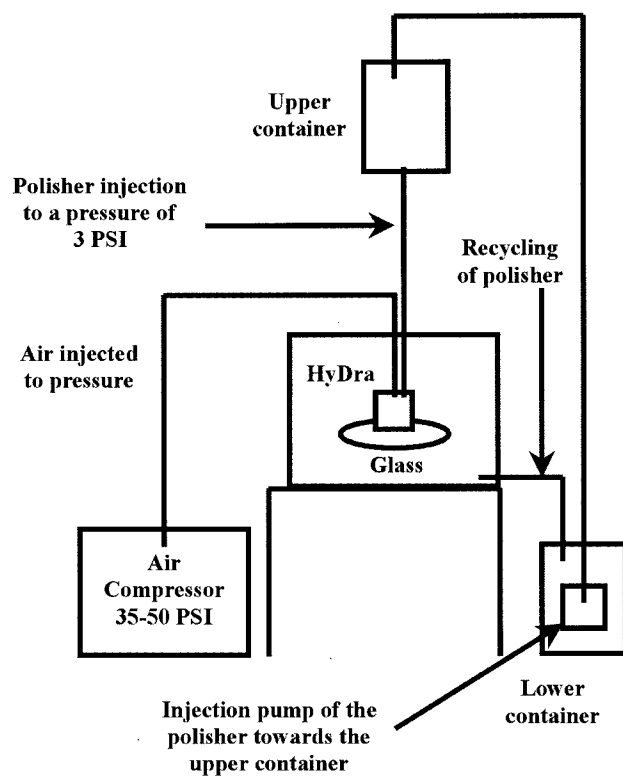 Upper
container
Polisher injection
to a pressure of
3 PSI
Recycling
of polisher
Air injected
to pressure
HyDra
Glass
Air
Compressor
35-50 PSI
Lower
container
Injection pump of the
polisher towards the
upper container